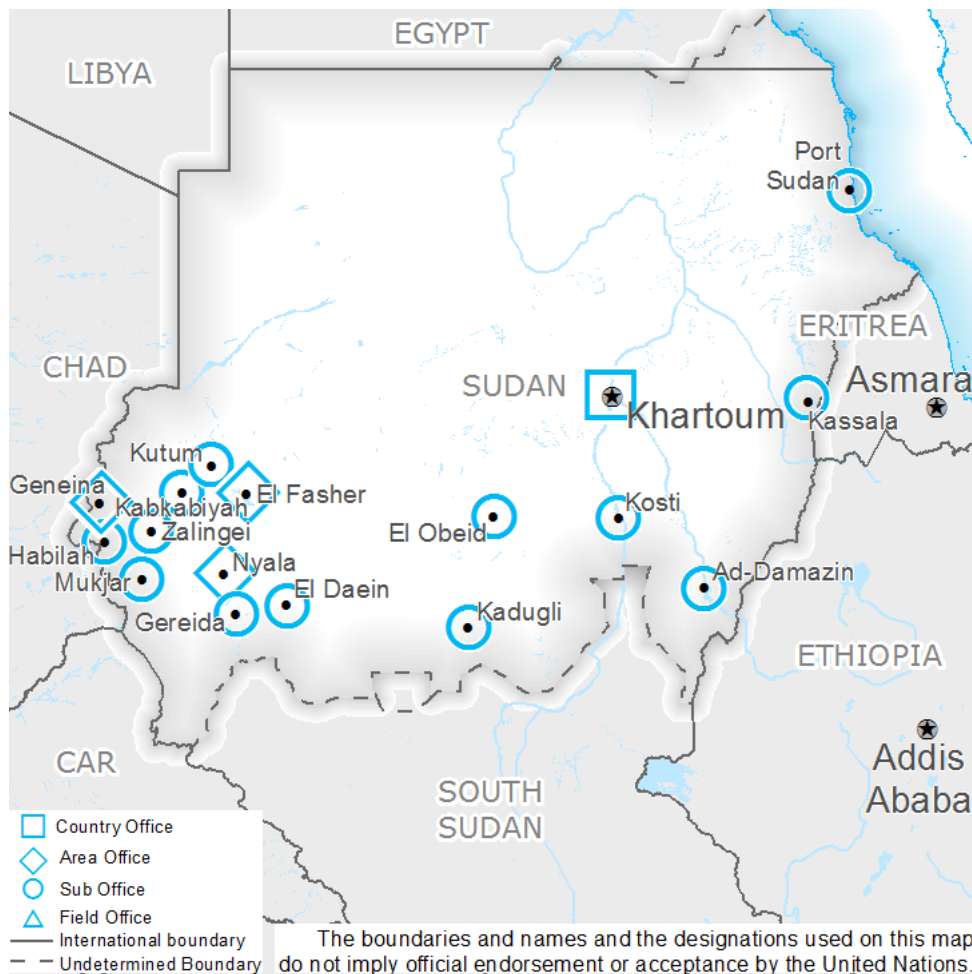 EGYPT
LIBYA
Port
Sudan
ERITREA
CHAD
SUDAN
Asmara
Khartoum
Kassala
Kutum
Geneina
El Fasher
Kabkabiyah
Kosti
El Obeid
Zalingei
Habilah
Nyala
Ad-Damazin
Mukjar
El Daein
Kadugli
Gereida
ETHIOPIA
CAR
Addis
Ababa
SOUTH
SUDAN
Country Office
Area Office
Sub Office
Field Office
International boundary
Undetermined Boundary
The boundaries and names and the designations used on this map
do not imply official endorsement or acceptance by the United Nations.